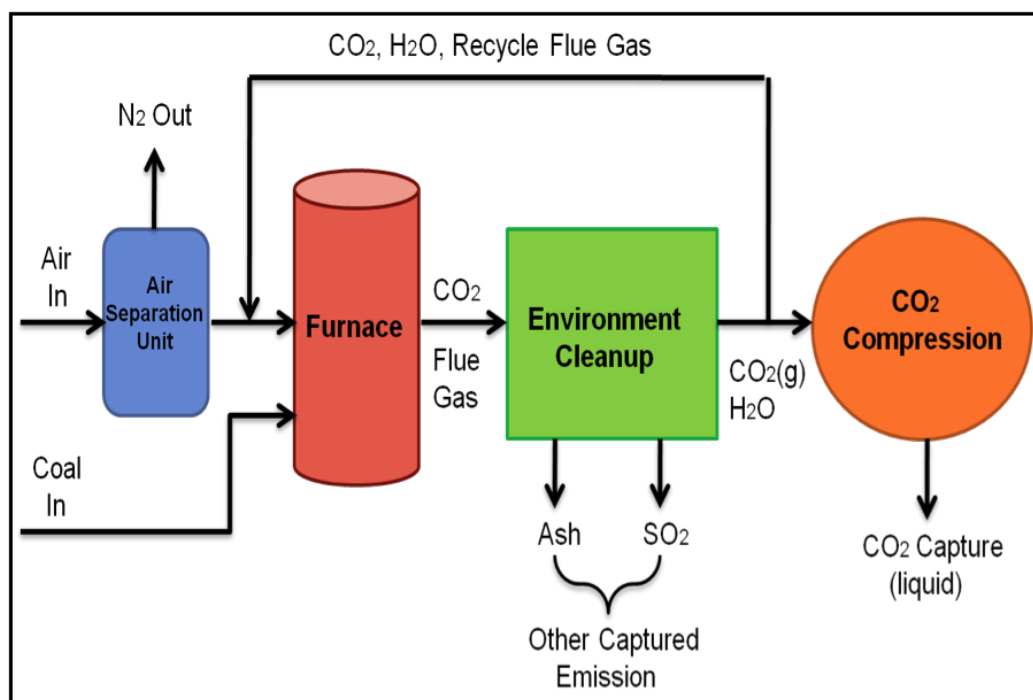 CO₂, H₂O, Recycle Flue Gas
N₂ Out
Air
In
Air
Separation
Unit
Furnace
CO₂
Flue
Gas
Environment
Cleanup
CO₂(g)
H₂O
CO₂
Compression
Coal
In
Ash
SO₂
Other Captured
Emission
CO₂ Capture
(liquid)